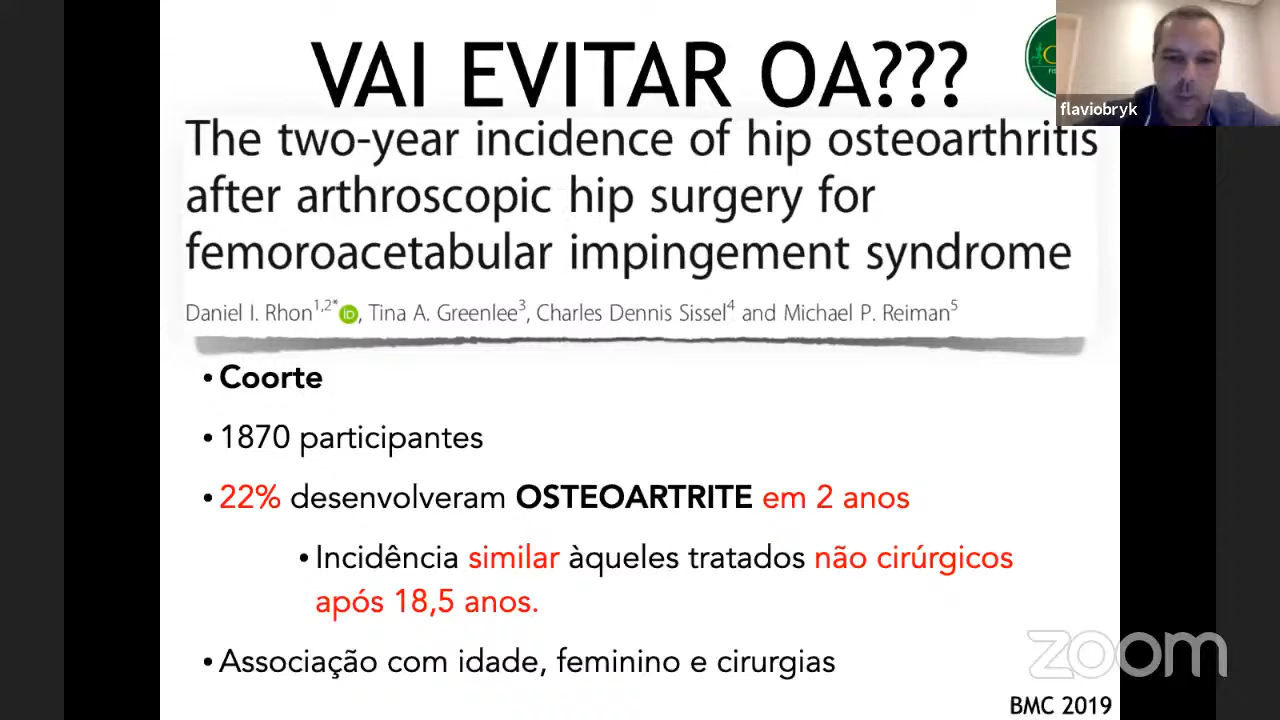 VAI EVITAR OA???
flaviobryk
The two-year incidence of hip osteoarthritis
after arthroscopic hip surgery for
femoroacetabular impingement syndrome
Daniel I. Rhon1,2* iD, Tina A. Greenlee3, Charles Dennis Sissel4 and Michael P. Reiman5
• Coorte
• 1870 participantes
• 22% desenvolveram OSTEOARTRITE em 2 anos
• Incidência similar àqueles tratados não cirúrgicos
após 18,5 anos.
• Associação com idade, feminino e cirurgias
zoom
BMC 2019